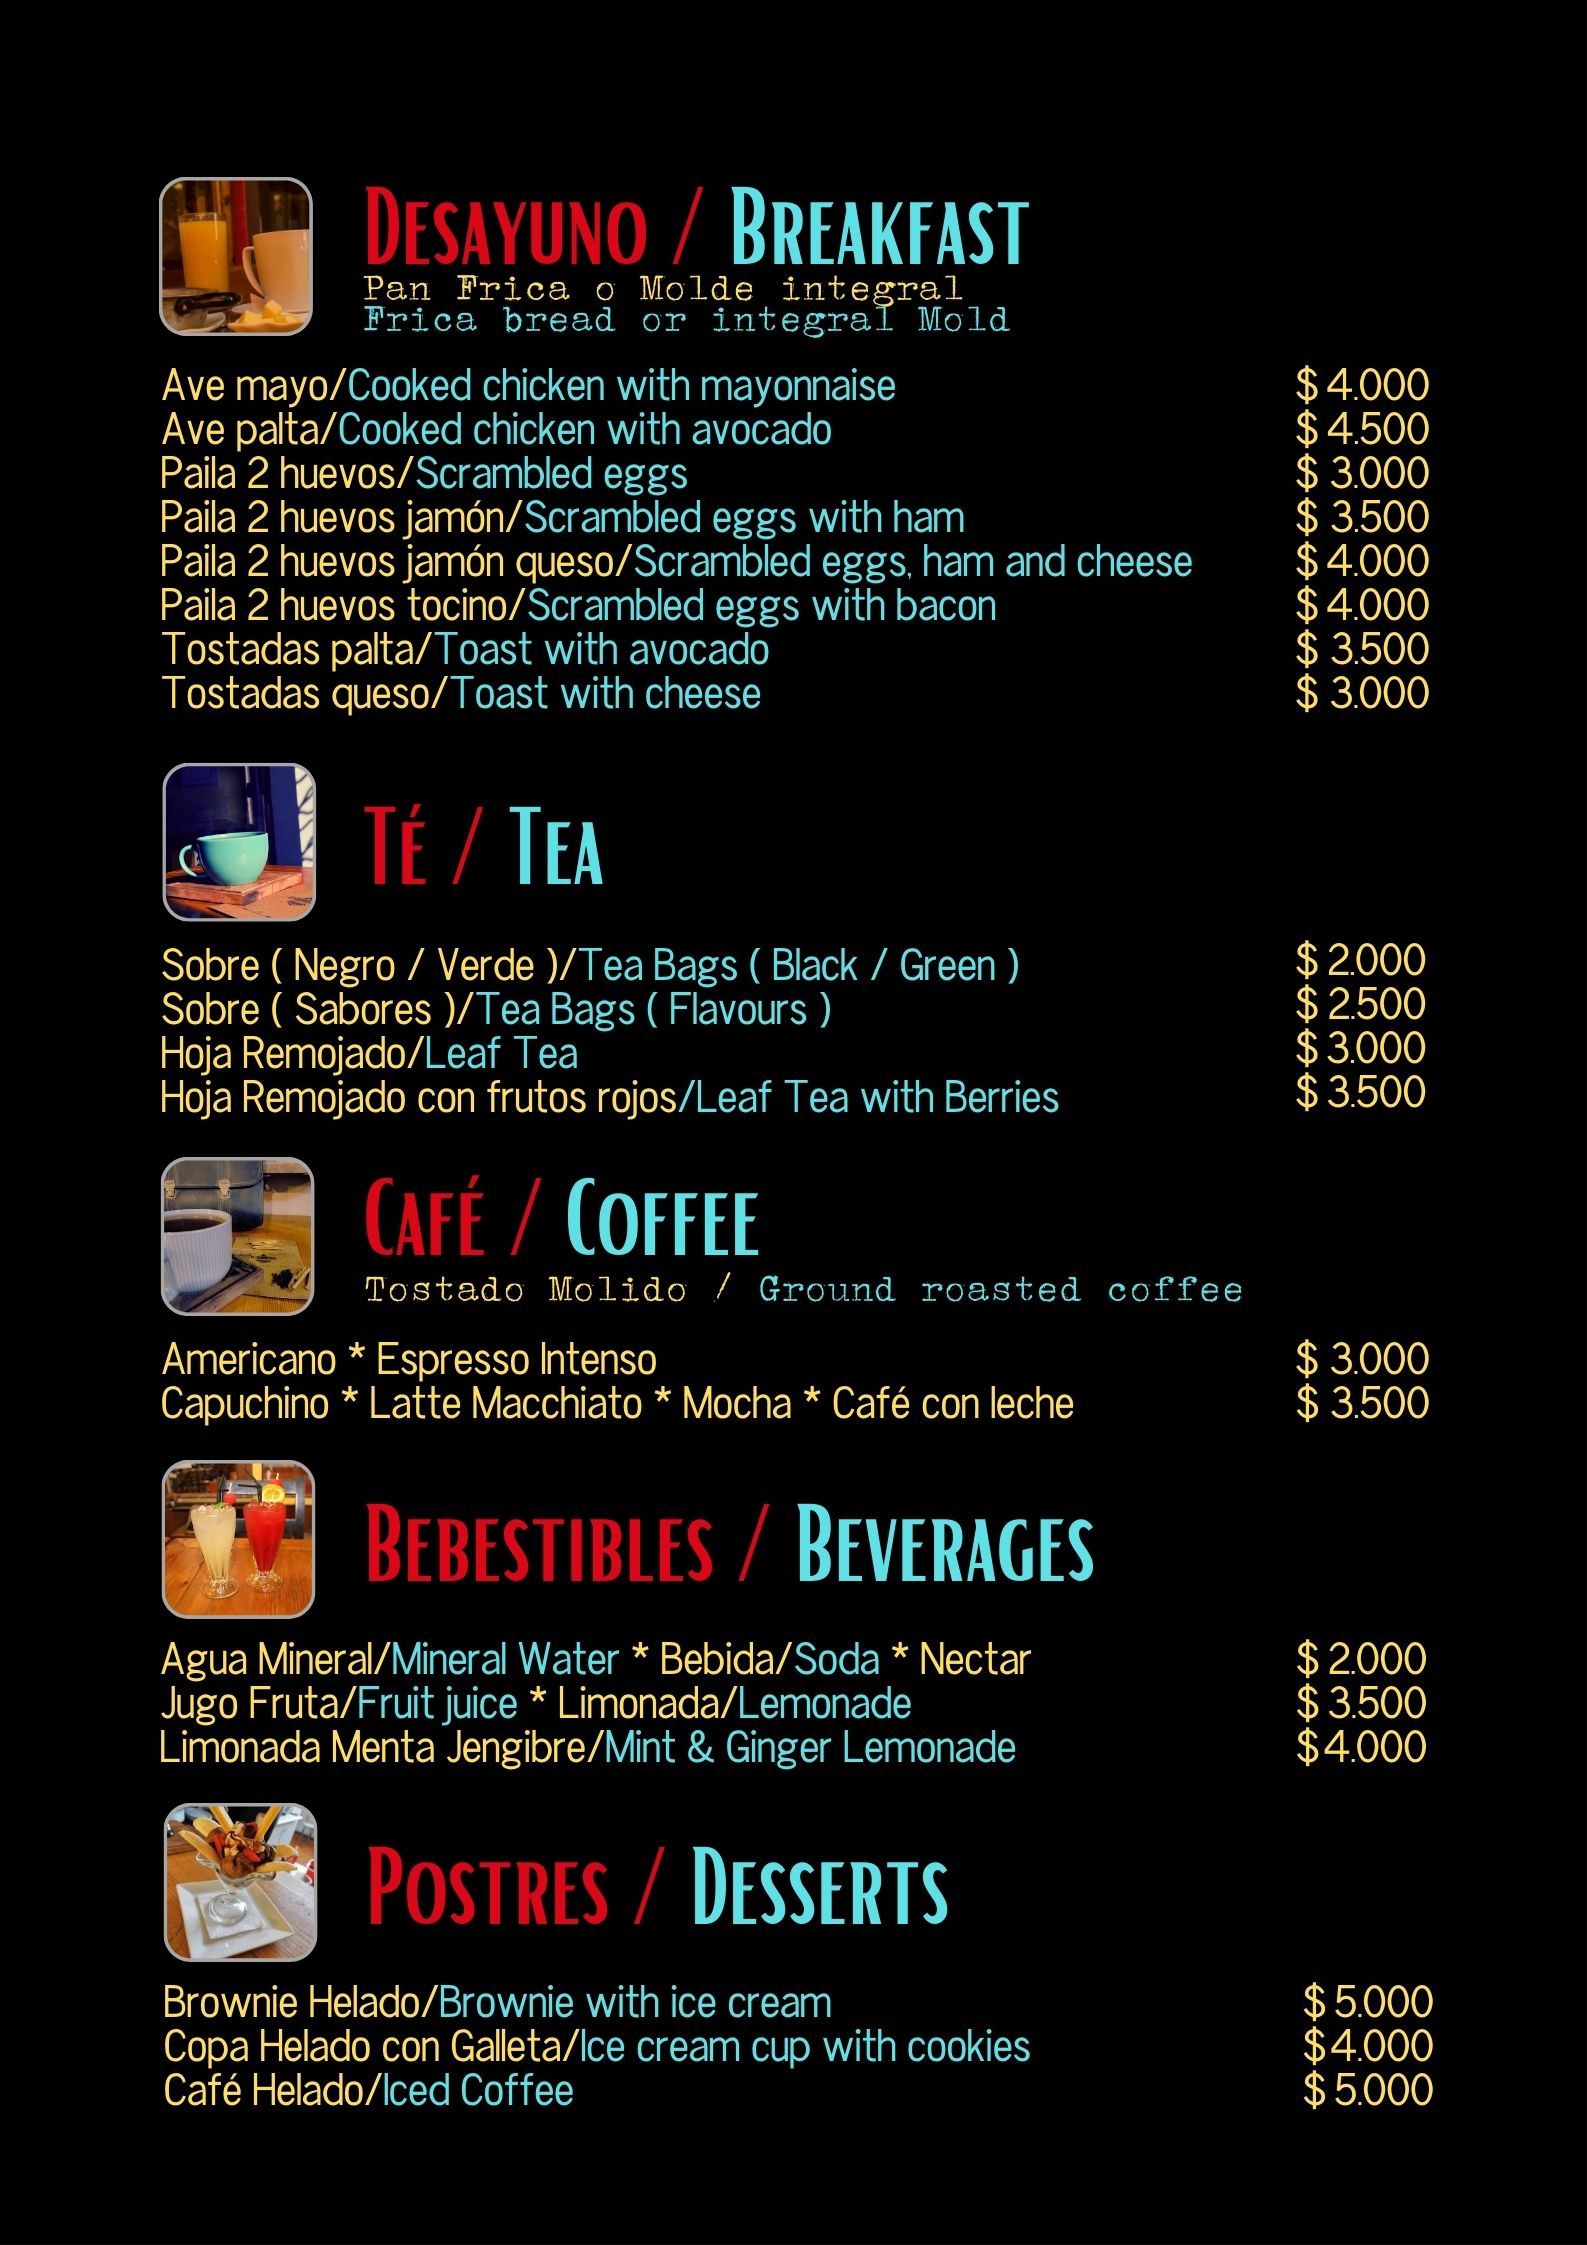 Desayuno / Breakfast
Pan Frica o Molde integral
Frica bread or integral Mold
Ave mayo/Cooked chicken with mayonnaise $ 4.000
Ave palta/Cooked chicken with avocado $ 4.500
Paila 2 huevos/Scrambled eggs $ 3.000
Paila 2 huevos jamón/Scrambled eggs with ham $ 3.500
Paila 2 huevos jamón queso/Scrambled eggs, ham and cheese $ 4.000
Paila 2 huevos tocino/Scrambled eggs with bacon $ 4.000
Tostadas palta/Toast with avocado $ 3.500
Tostadas queso/Toast with cheese $ 3.000
Té / Tea
Sobre ( Negro / Verde )/Tea Bags ( Black / Green ) $ 2.000
Sobre ( Sabores )/Tea Bags ( Flavours ) $ 2.500
Hoja Remojado/Leaf Tea $ 3.000
Hoja Remojado con frutos rojos/Leaf Tea with Berries $ 3.500
Café / Coffee
Tostado Molido / Ground roasted coffee
Americano * Espresso Intenso $ 3.000
Capuchino * Latte Macchiato * Mocha * Café con leche $ 3.500
Bebestibles / Beverages
Agua Mineral/Mineral Water * Bebida/Soda * Nectar $ 2.000
Jugo Fruta/Fruit juice * Limonada/Lemonade $ 3.500
Limonada Menta Jengibre/Mint & Ginger Lemonade $ 4.000
Postres / Desserts
Brownie Helado/Brownie with ice cream $ 5.000
Copa Helado con Galleta/Ice cream cup with cookies $ 4.000
Café Helado/Iced Coffee $ 5.000